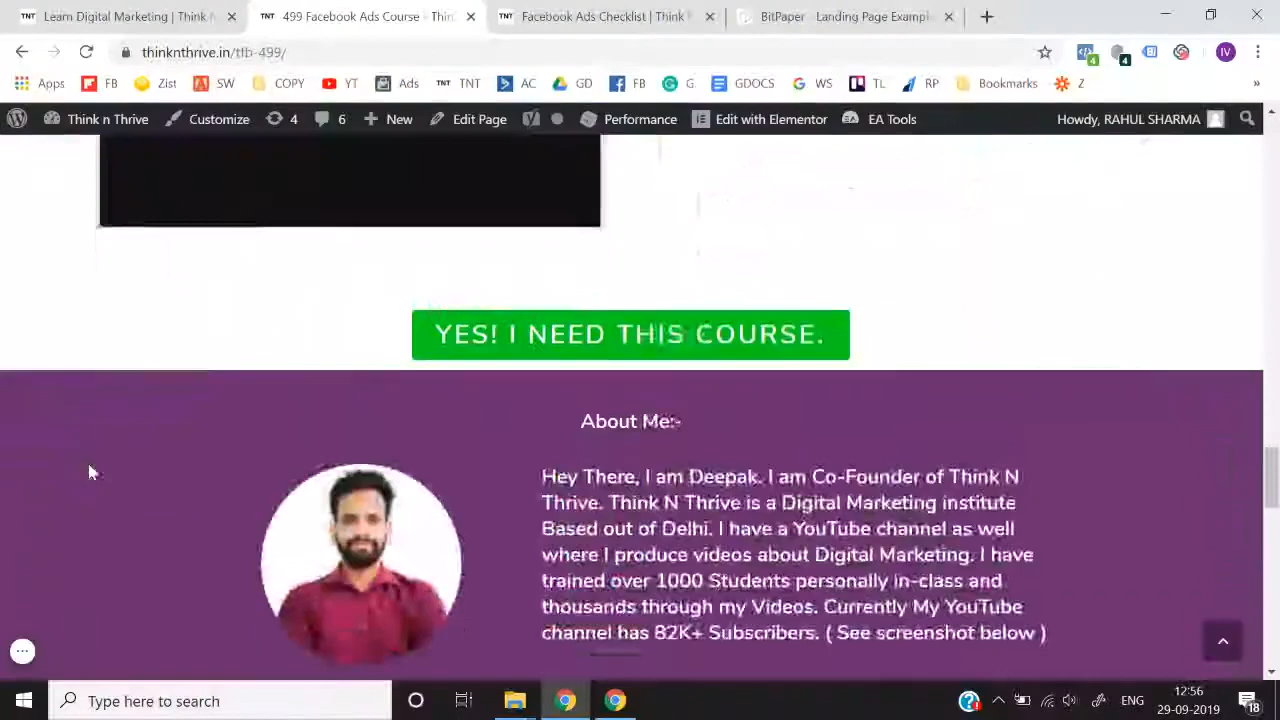 Learn Digital Marketing | Think N
TNT 499 Facebook Ads Course - Thin
TNT Facebook Ads Checklist | Think
BitPaper - Landing Page Exampl
thinknthrive.in/tfb-499/
4
4
IV
Apps FB Zist SW COPY YT Ads TNT TNT AC GD FB G GDOCS WS TL RP Bookmarks Z »
Think n Thrive Customize 4 6 New Edit Page Performance Edit with Elementor EA Tools Howdy, RAHUL SHARMA
YES! I NEED THIS COURSE.
About Me:-
Hey There, I am Deepak. I am Co-Founder of Think N
Thrive. Think N Thrive is a Digital Marketing institute
Based out of Delhi. I have a YouTube channel as well
where I produce videos about Digital Marketing. I have
trained over 1000 Students personally in-class and
thousands through my Videos. Currently My YouTube
channel has 82K+ Subscribers. ( See screenshot below )
Type here to search
ENG
12:56
29-09-2019
18